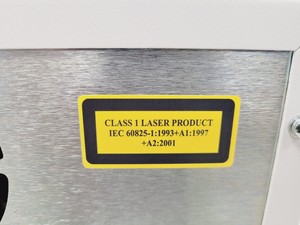 CLASS 1 LASER PRODUCT
IEC 60825-1:1993+A1:1997
+A2:2001